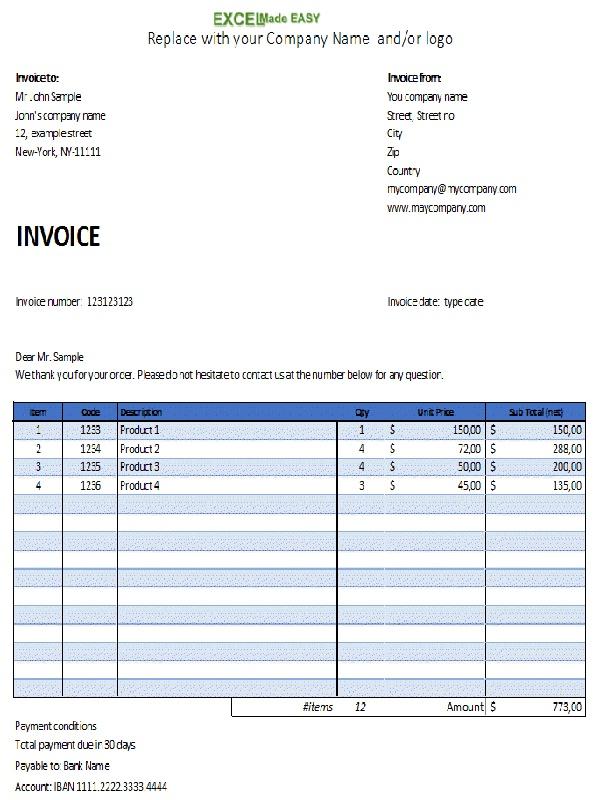 EXCEL Made EASY
Replace with your Company Name and/or logo
Invoice to:
Mr John Sample
John's company name
12, example street
New-York, NY-11111
Invoice from:
You company name
Street, Street no
City
Zip
Country
mycompany@mycompany.com
www.maycompany.com
INVOICE
Invoice number: 123123123
Invoice date: type date
Dear Mr. Sample
We thank you for your order. Please do not hesitate to contact us at the number below for any question.
Item Code Description Qty Unit Price Sub Total (net)
1 1233 Product 1 1 $ 150,00 $ 150,00
2 1234 Product 2 4 $ 72,00 $ 288,00
3 1235 Product 3 4 $ 50,00 $ 200,00
4 1236 Product 4 3 $ 45,00 $ 135,00
#items 12 Amount $ 773,00
Payment conditions
Total payment due in 30 days
Payable to: Bank Name
Account: IBAN 1111.2222.3333.4444